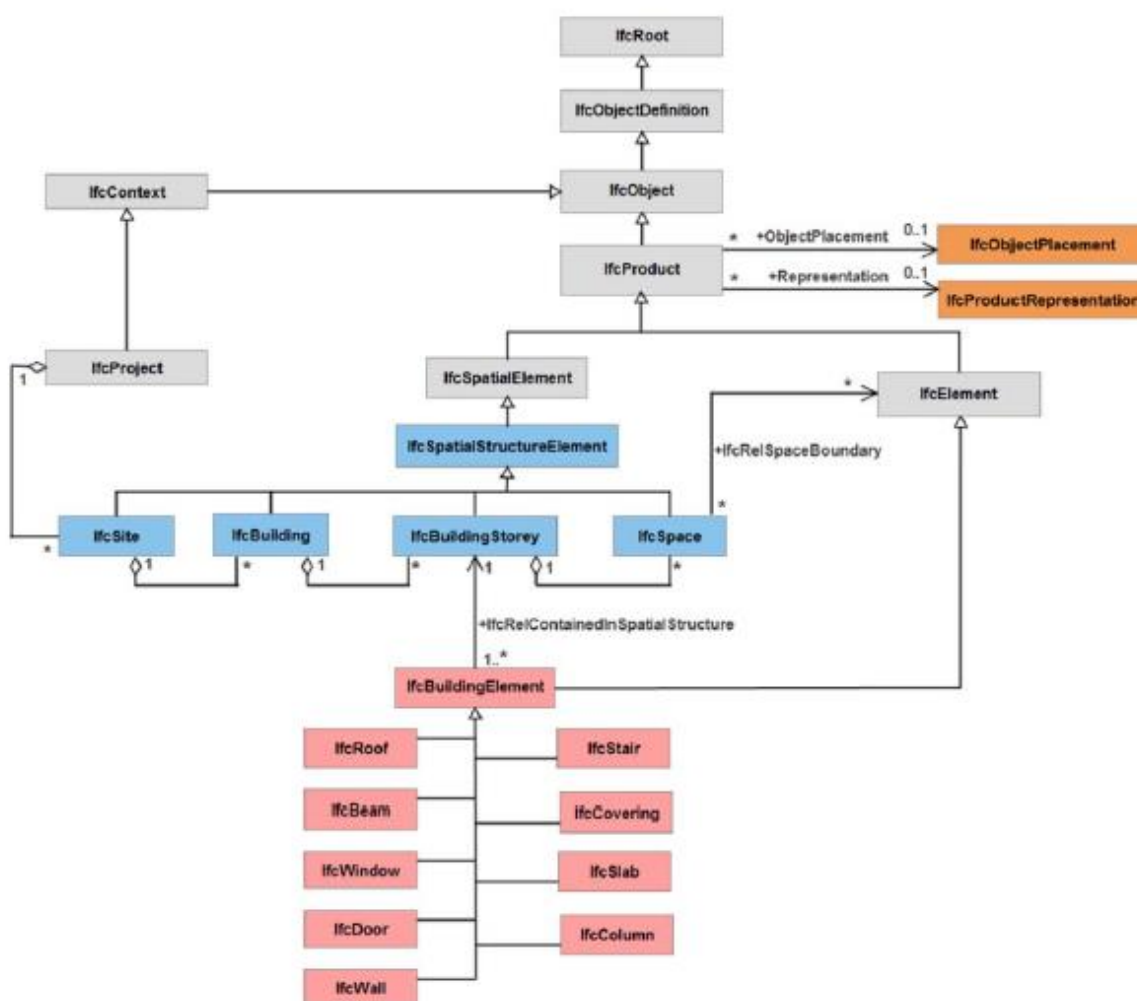 IfcRoot
IfcObjectDefinition
IfcContext
IfcObject
* +ObjectPlacement 0..1
IfcObjectPlacement
IfcProduct
* +Representation 0..1
IfcProductRepresentation
IfcProject
1
IfcSpatialElement
*
IfcElement
IfcSpatialStructureElement
+IfcRelSpaceBoundary
*
IfcSite
IfcBuilding
IfcBuildingStorey
IfcSpace
*
1
*
1
*
1
1
*
+IfcRelContainedInSpatialStructure
1..*
IfcBuildingElement
IfcRoof
IfcStair
IfcBeam
IfcCovering
IfcWindow
IfcSlab
IfcDoor
IfcColumn
IfcWall